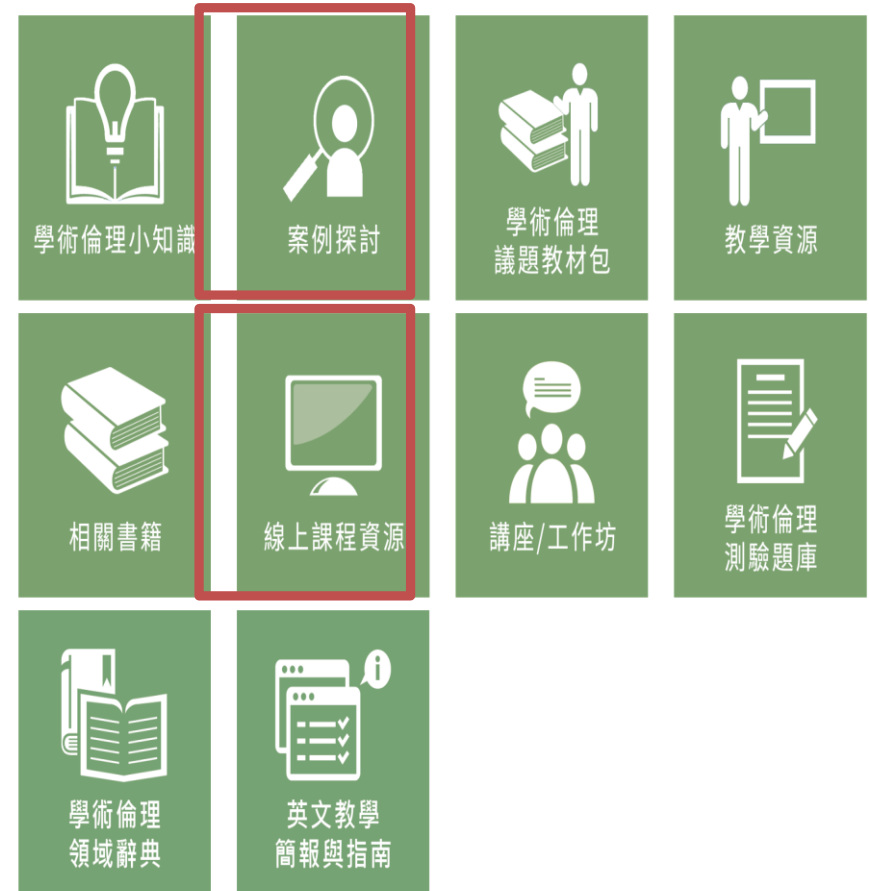 學術倫理小知識
案例探討
學術倫理
議題教材包
教學資源
相關書籍
線上課程資源
講座/工作坊
學術倫理
測驗題庫
學術倫理
領域辭典
英文教學
簡報與指南